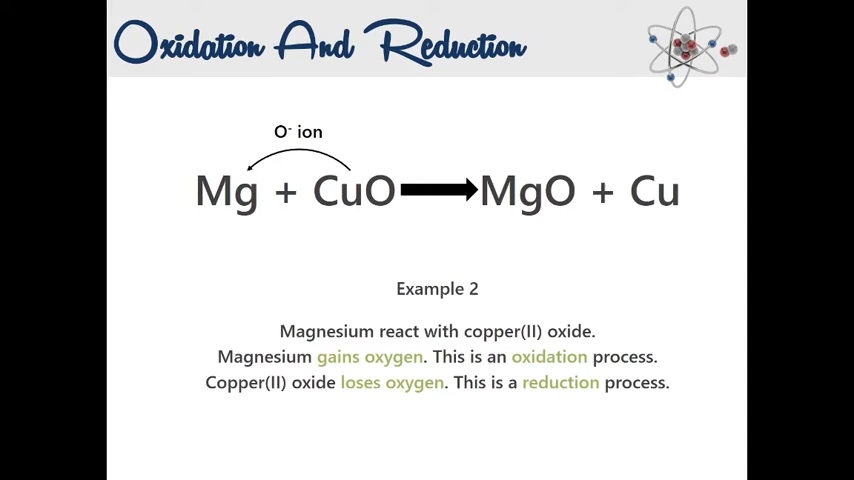 Oxidation And Reduction
O⁻ ion
Mg + CuO → MgO + Cu
Example 2
Magnesium react with copper(II) oxide.
Magnesium gains oxygen. This is an oxidation process.
Copper(II) oxide loses oxygen. This is a reduction process.